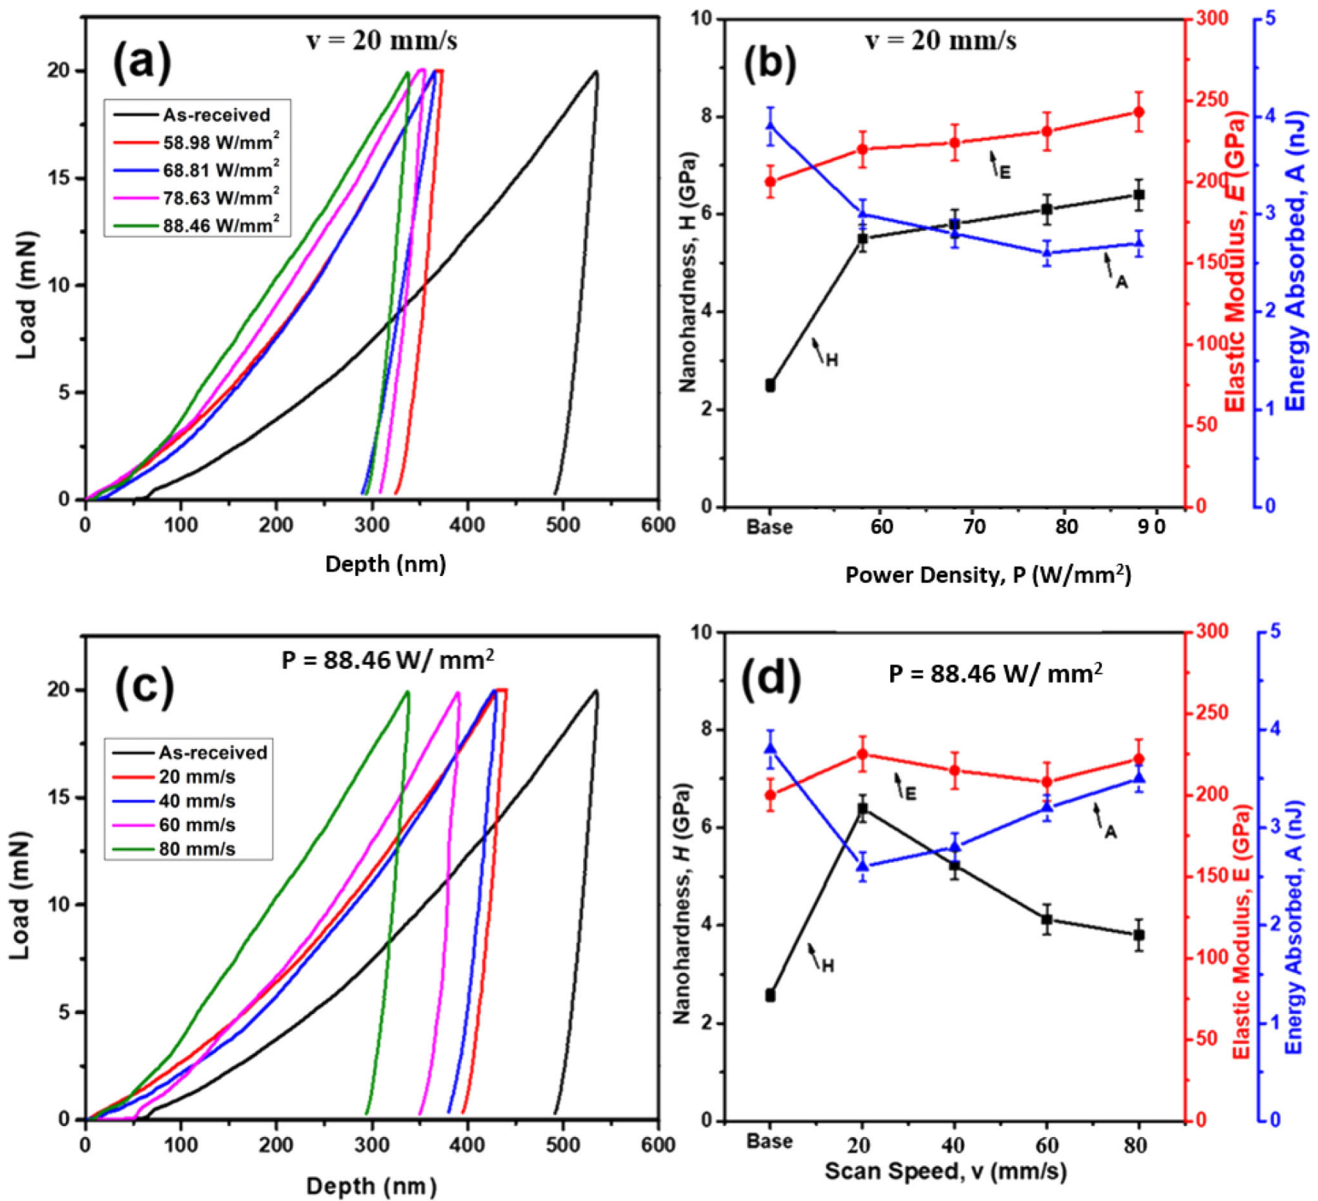 (a)
v = 20 mm/s
As-received
58.98 W/mm²
68.81 W/mm²
78.63 W/mm²
88.46 W/mm²
Load (mN)
20
15
10
5
0
0 100 200 300 400 500 600
Depth (nm)
(b)
v = 20 mm/s
Nanohardness, H (GPa)
10
8
6
4
2
0
E
A
H
300
250
200
150
100
50
0
Elastic Modulus, E (GPa)
5
4
3
2
1
0
Energy Absorbed, A (nJ)
Base 60 70 80 9 0
Power Density, P (W/mm²)
(c)
P = 88.46 W/ mm²
As-received
20 mm/s
40 mm/s
60 mm/s
80 mm/s
Load (mN)
20
15
10
5
0
0 100 200 300 400 500 600
Depth (nm)
(d)
P = 88.46 W/ mm²
Nanohardness, H (GPa)
10
8
6
4
2
0
E
A
H
300
250
200
150
100
50
0
Elastic Modulus, E (GPa)
5
4
3
2
1
0
Energy Absorbed, A (nJ)
Base 20 40 60 80
Scan Speed, v (mm/s)